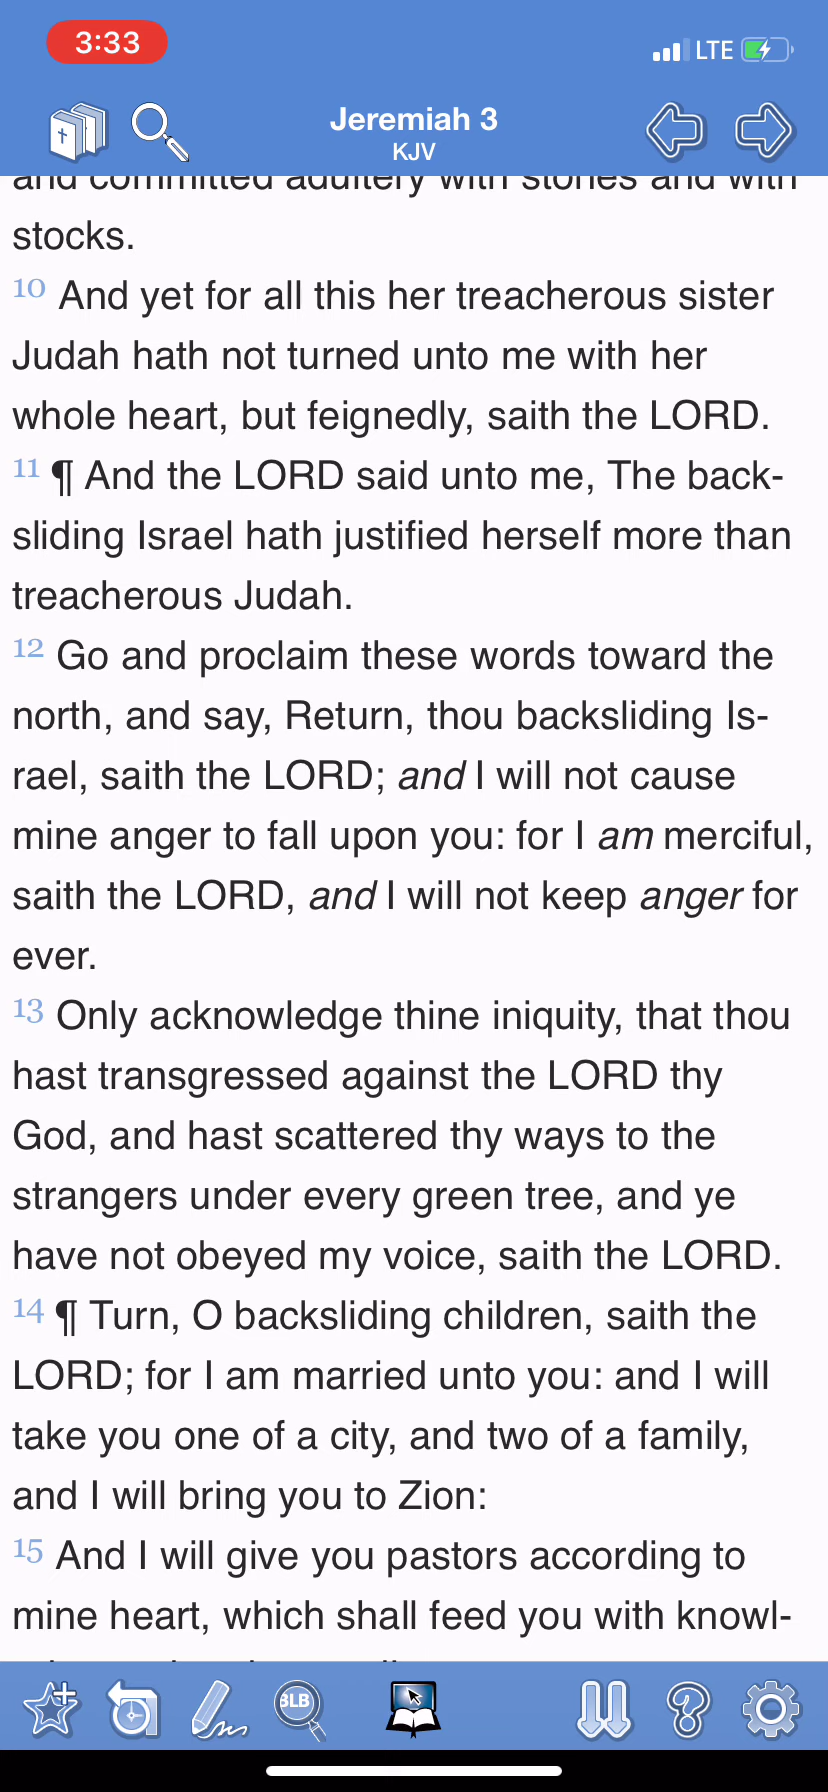 3:33
LTE
Jeremiah 3
KJV
and committed adultery with stones and with
stocks.
10 And yet for all this her treacherous sister
Judah hath not turned unto me with her
whole heart, but feignedly, saith the LORD.
11 ¶ And the LORD said unto me, The back-
sliding Israel hath justified herself more than
treacherous Judah.
12 Go and proclaim these words toward the
north, and say, Return, thou backsliding Is-
rael, saith the LORD; and I will not cause
mine anger to fall upon you: for I am merciful,
saith the LORD, and I will not keep anger for
ever.
13 Only acknowledge thine iniquity, that thou
hast transgressed against the LORD thy
God, and hast scattered thy ways to the
strangers under every green tree, and ye
have not obeyed my voice, saith the LORD.
14 ¶ Turn, O backsliding children, saith the
LORD; for I am married unto you: and I will
take you one of a city, and two of a family,
and I will bring you to Zion:
15 And I will give you pastors according to
mine heart, which shall feed you with knowl-
BLB